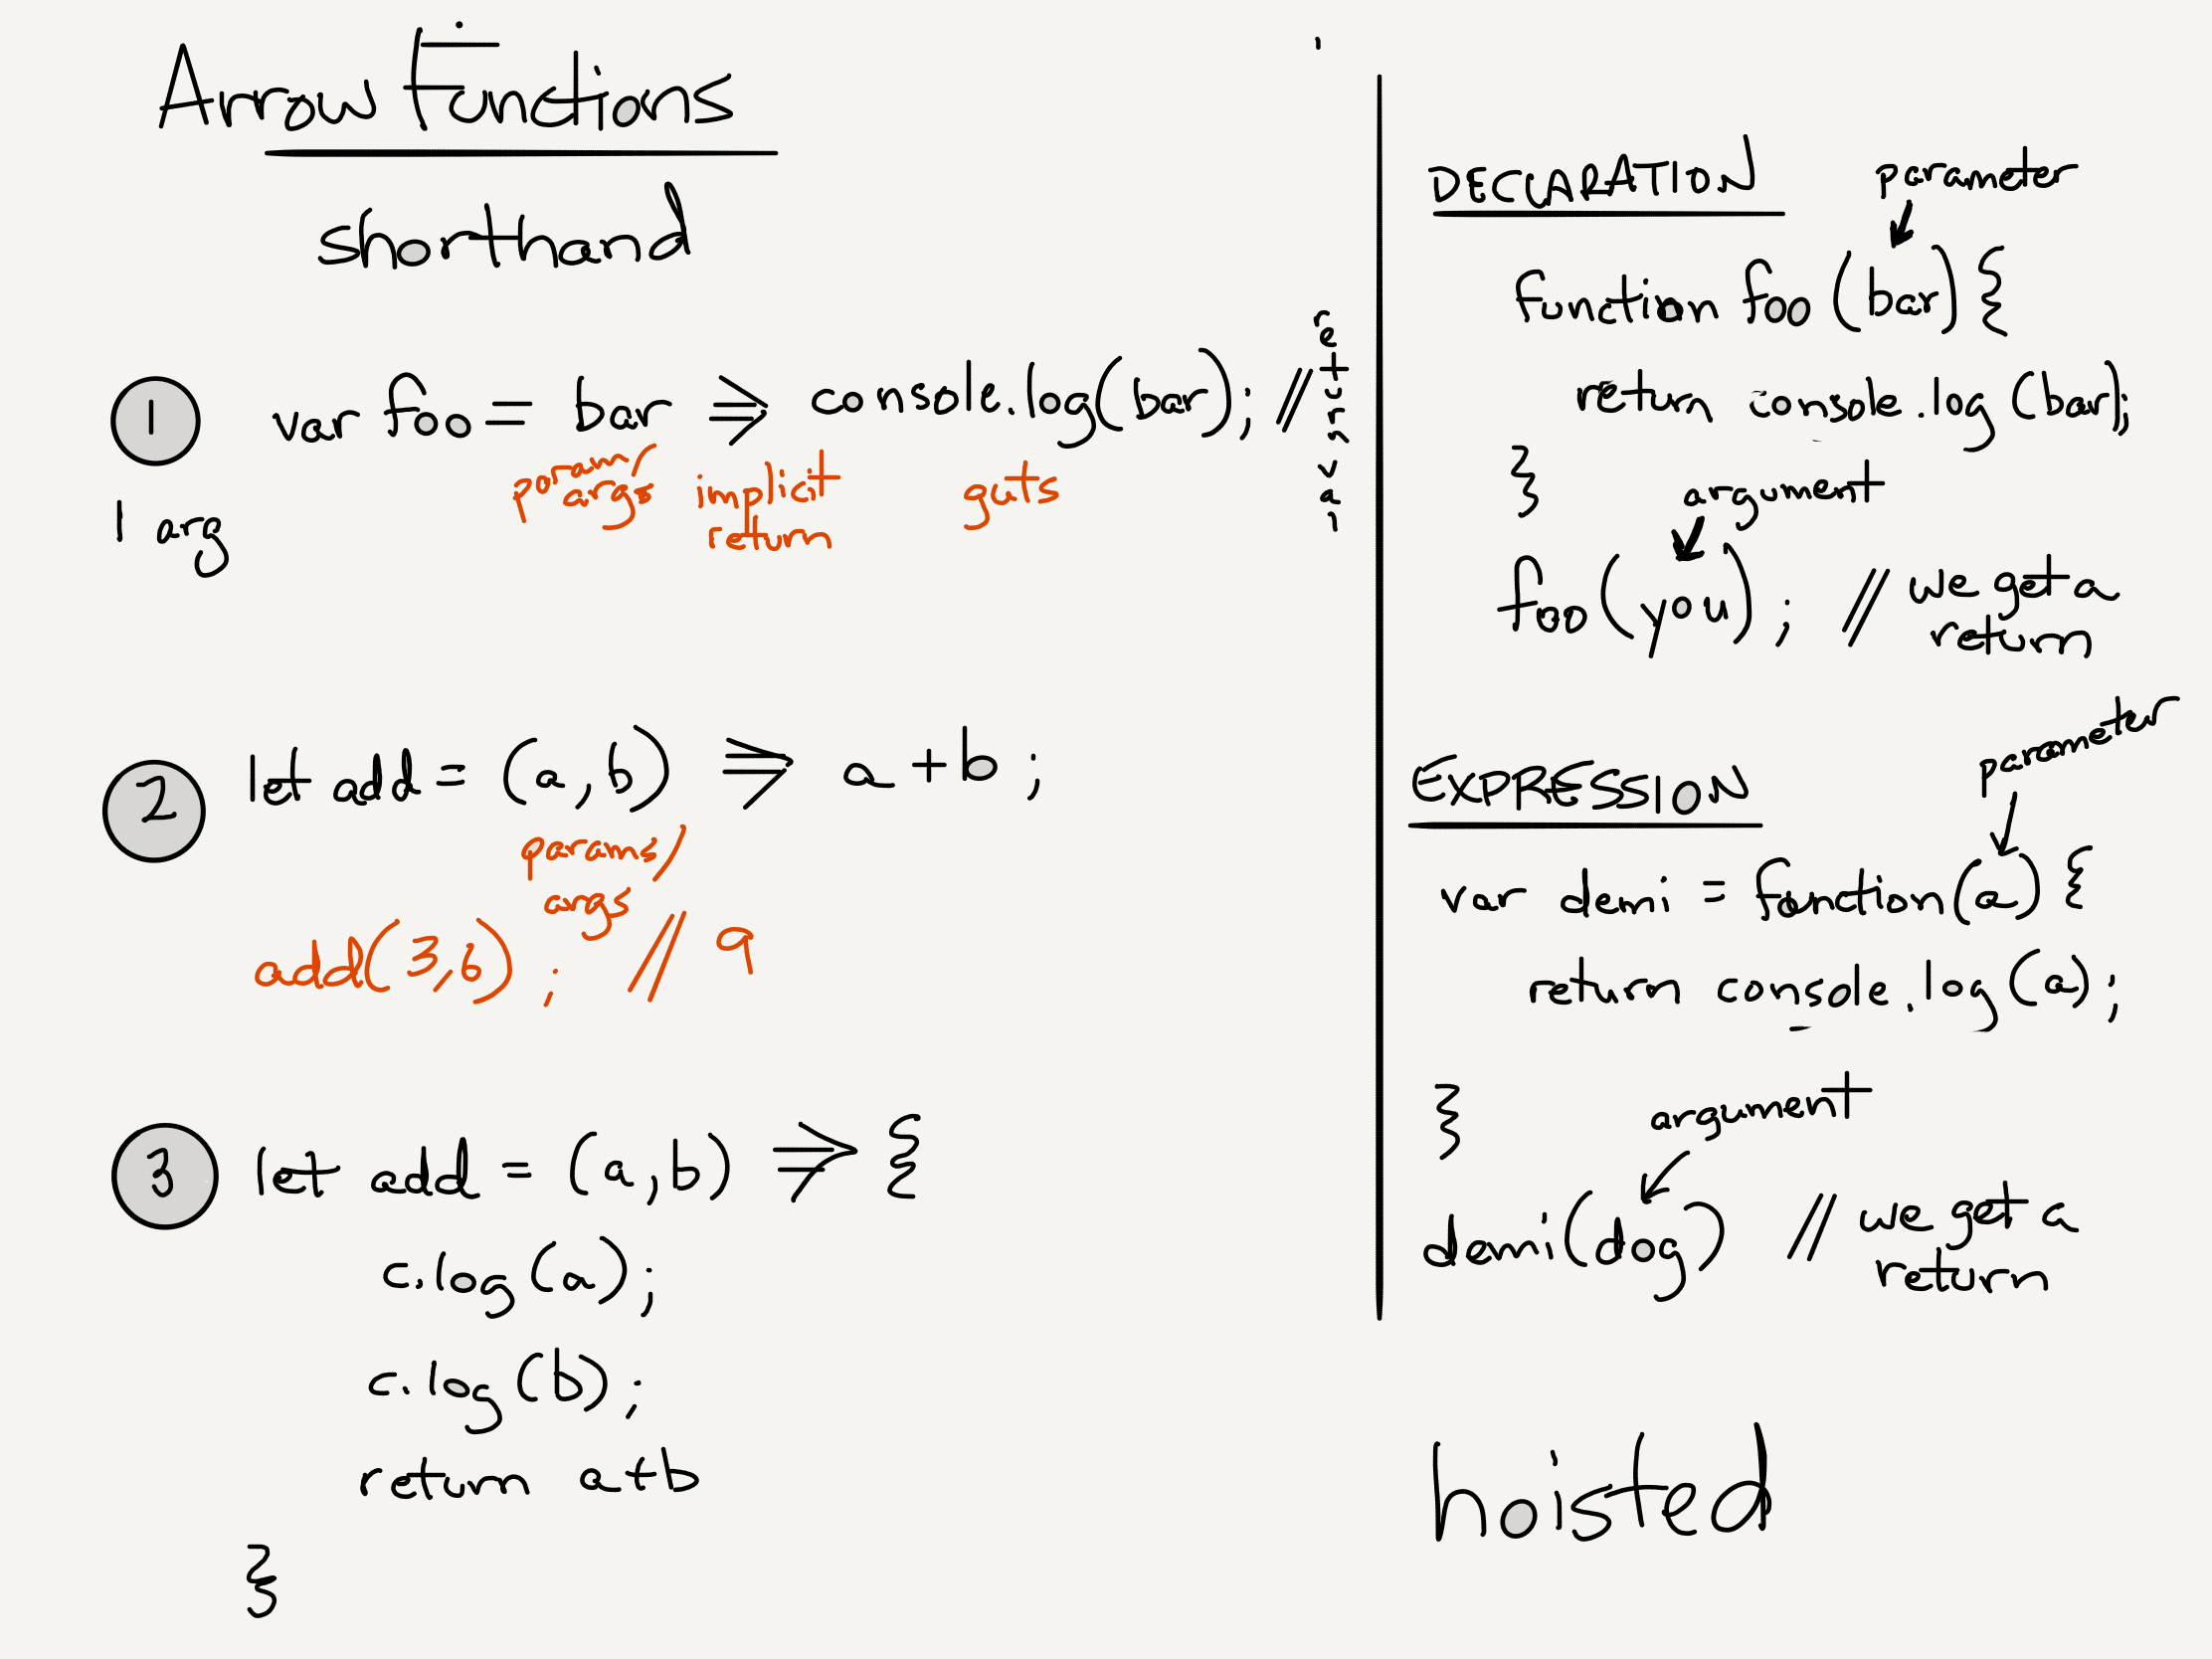 Arrow Functions
shorthand
1 var foo = bar => console.log(bar); // returns
param/
args
implicit
return
guts
1 arg
2 let add = (a,b) => a + b ;
params/
args
add(3,6) ; // 9
3 let add = (a,b) => {
c.log(a);
c.log(b);
return a+b
}
DECLARATION
parameter
function foo (bar) {
return console.log (bar);
}
argument
foo(you) ; // we get a
return
EXPRESSION
parameter
var demi = function(a) {
return console.log(a);
}
argument
demi(dog) // we get a
return
hoisted